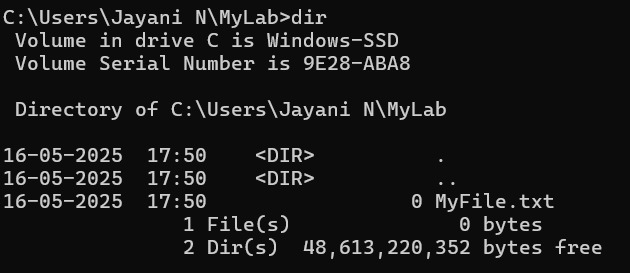 C:\Users\Jayani N\MyLab>dir
 Volume in drive C is Windows-SSD
 Volume Serial Number is 9E28-ABA8

 Directory of C:\Users\Jayani N\MyLab

16-05-2025  17:50    <DIR>          .
16-05-2025  17:50    <DIR>          ..
16-05-2025  17:50                 0 MyFile.txt
               1 File(s)              0 bytes
               2 Dir(s)  48,613,220,352 bytes free